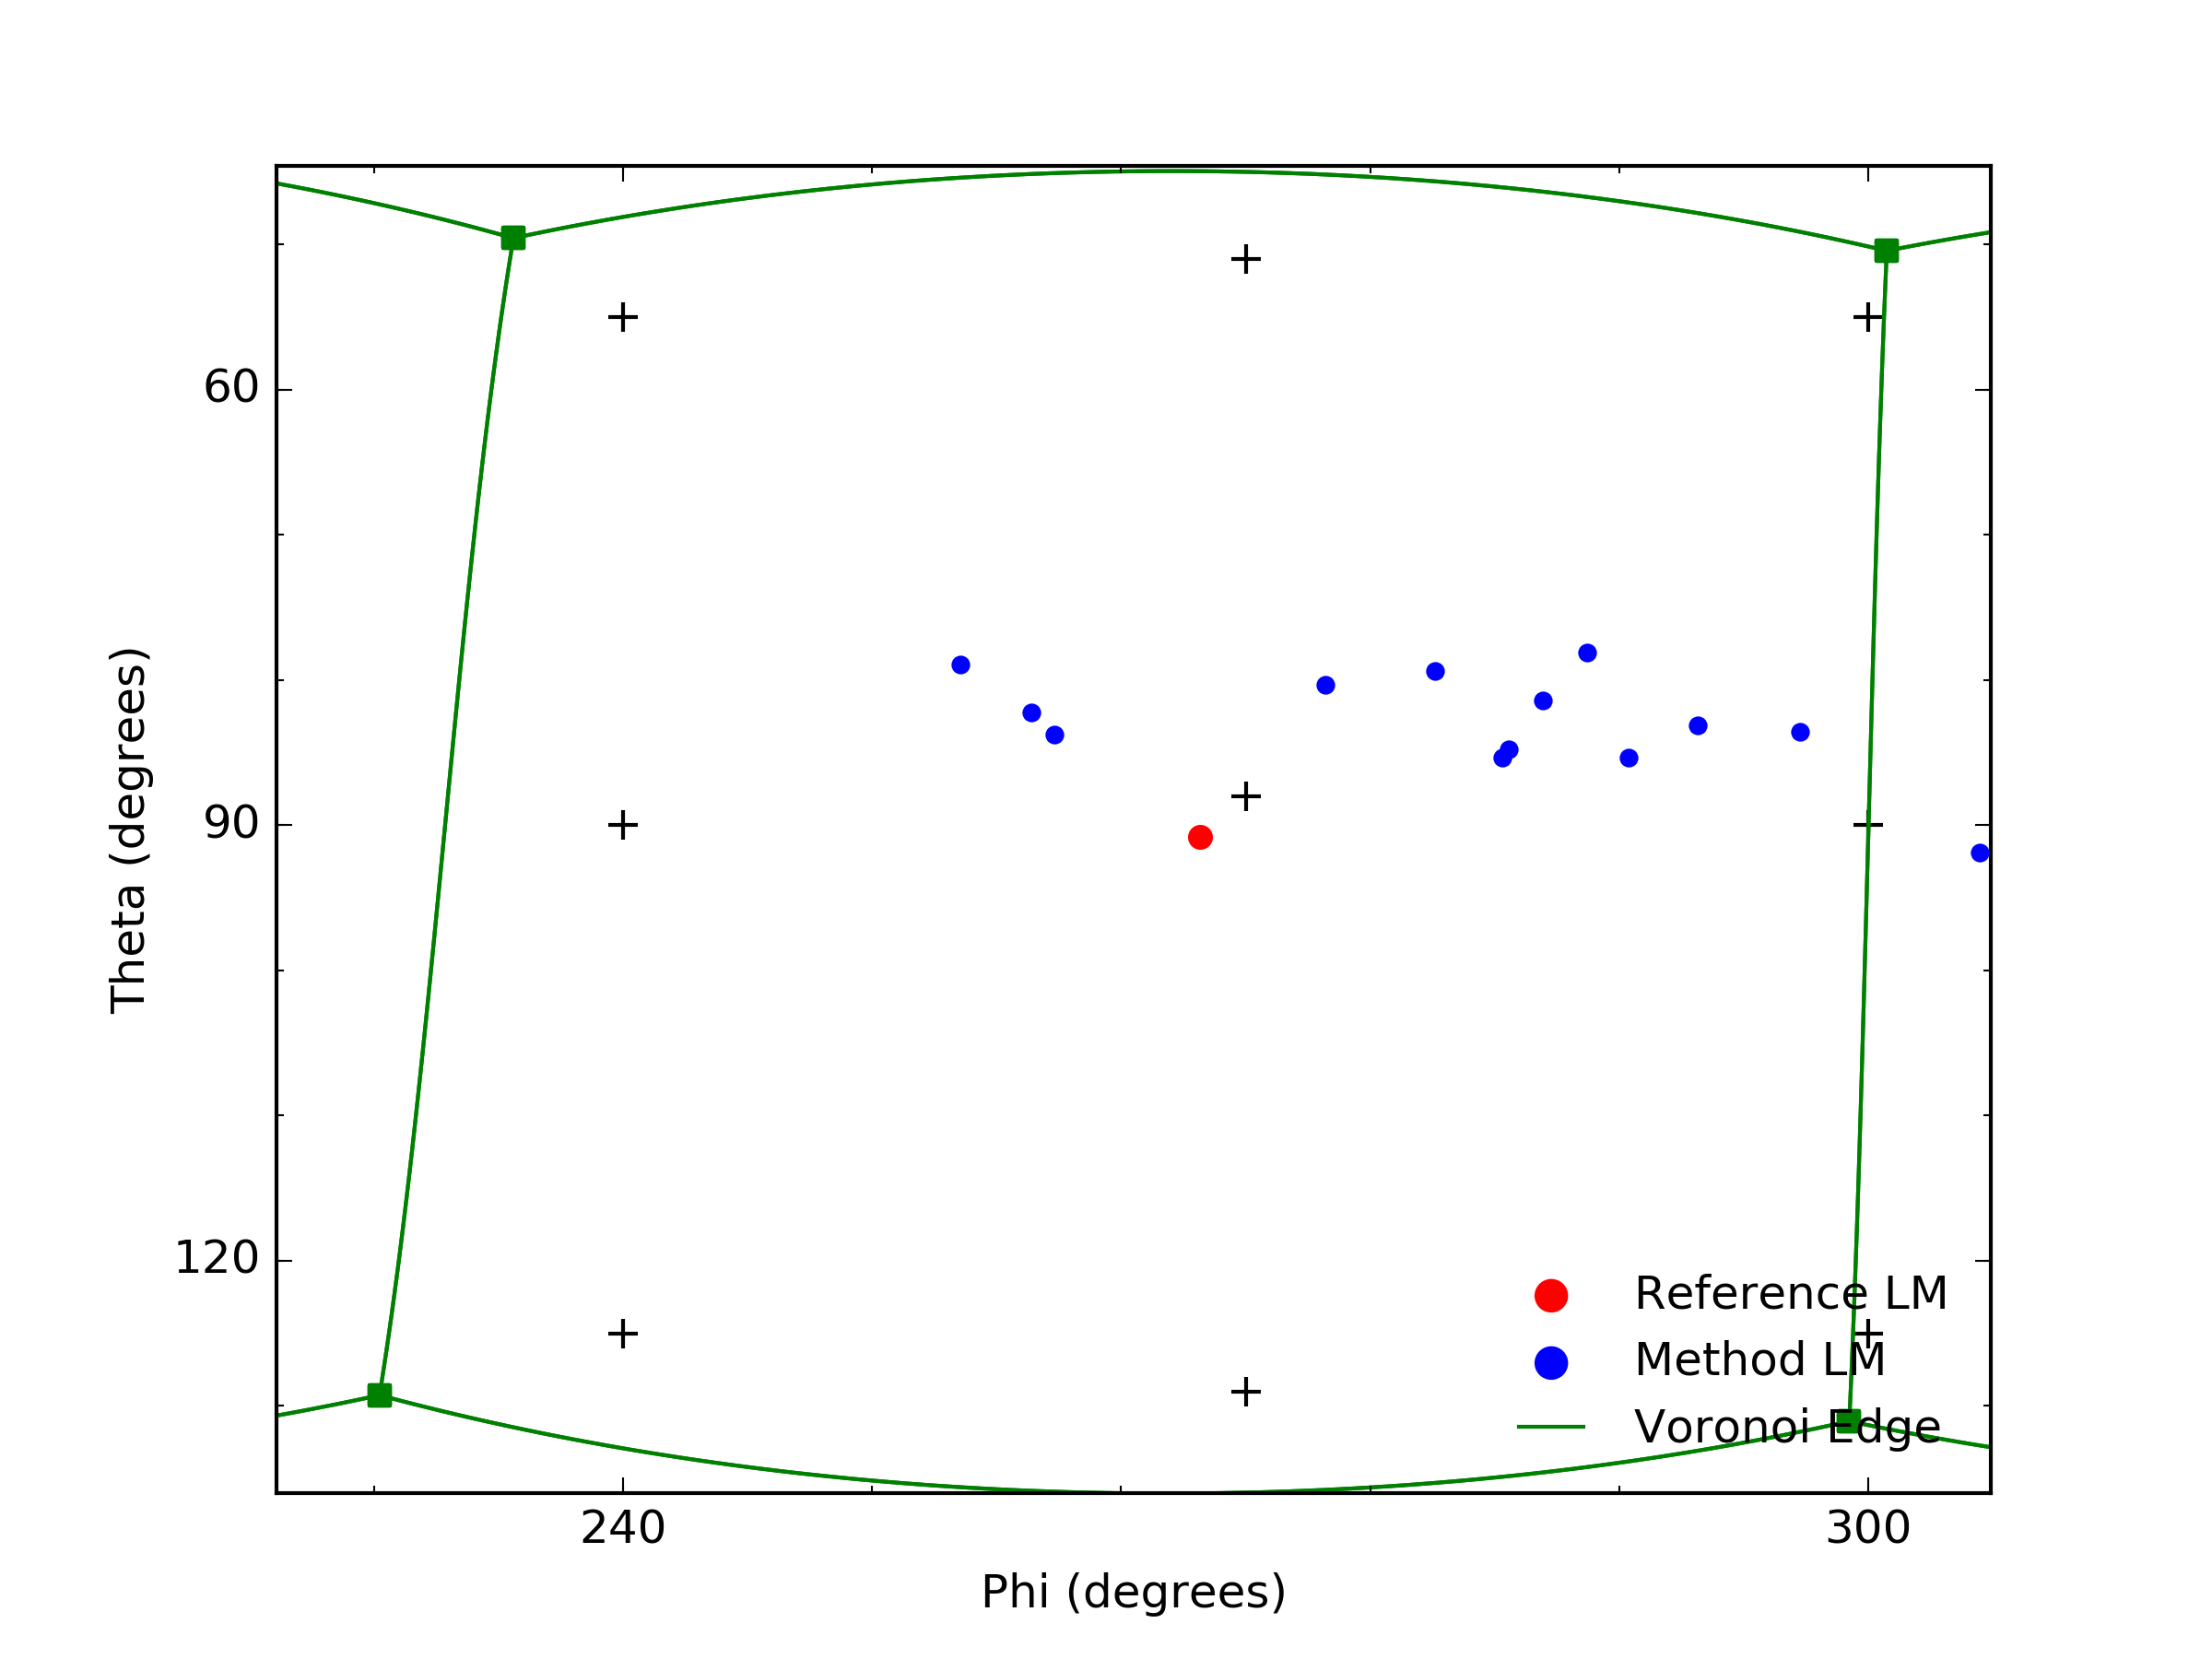 60
90
120
Theta (degrees)
Reference LM
Method LM
Voronoi Edge
240
300
Phi (degrees)